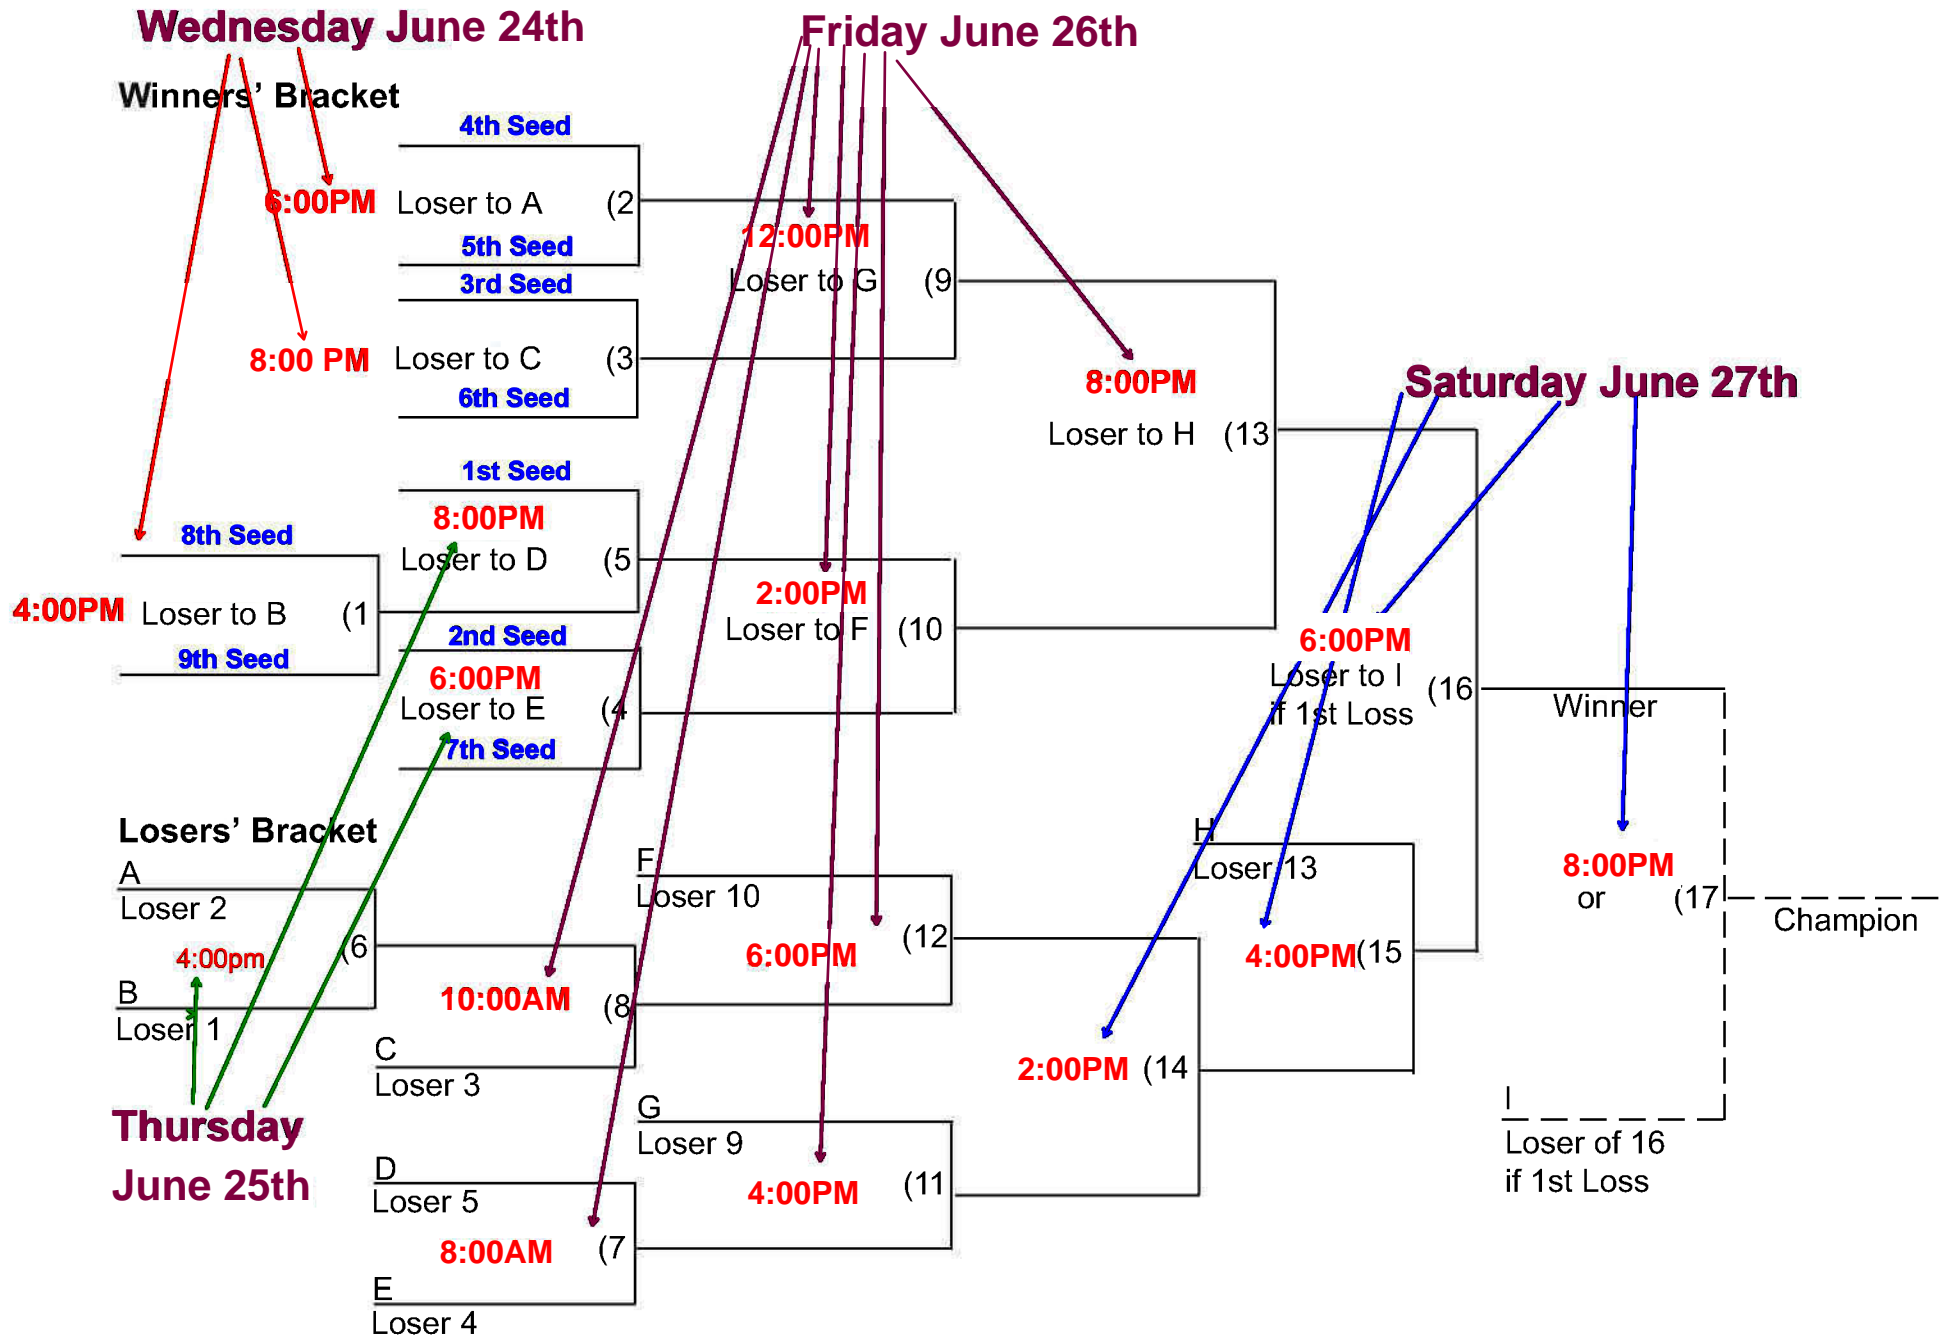 Wednesday June 24th
Friday June 26th
Winners’ Bracket
4th Seed
6:00PM
Loser to A
(2
5th Seed
12:00PM
3rd Seed
Loser to G
(9
8:00 PM
Loser to C
(3
6th Seed
8:00PM
Saturday June 27th
Loser to H
(13
1st Seed
8:00PM
8th Seed
Loser to D
(5
2:00PM
4:00PM
Loser to B
(1
Loser to F
(10
9th Seed
2nd Seed
6:00PM
6:00PM
Loser to I
if 1st Loss
(16
Loser to E
(4
Winner
7th Seed
Losers’ Bracket
A
Loser 2
(6
4:00pm
B
Loser 1
F
Loser 10
(12
6:00PM
H
Loser 13
4:00PM
(15
8:00PM
or
(17
Champion
10:00AM
(8
C
Loser 3
2:00PM
(14
G
Loser 9
(11
4:00PM
I
Loser of 16
if 1st Loss
Thursday
June 25th
D
Loser 5
8:00AM
(7
E
Loser 4